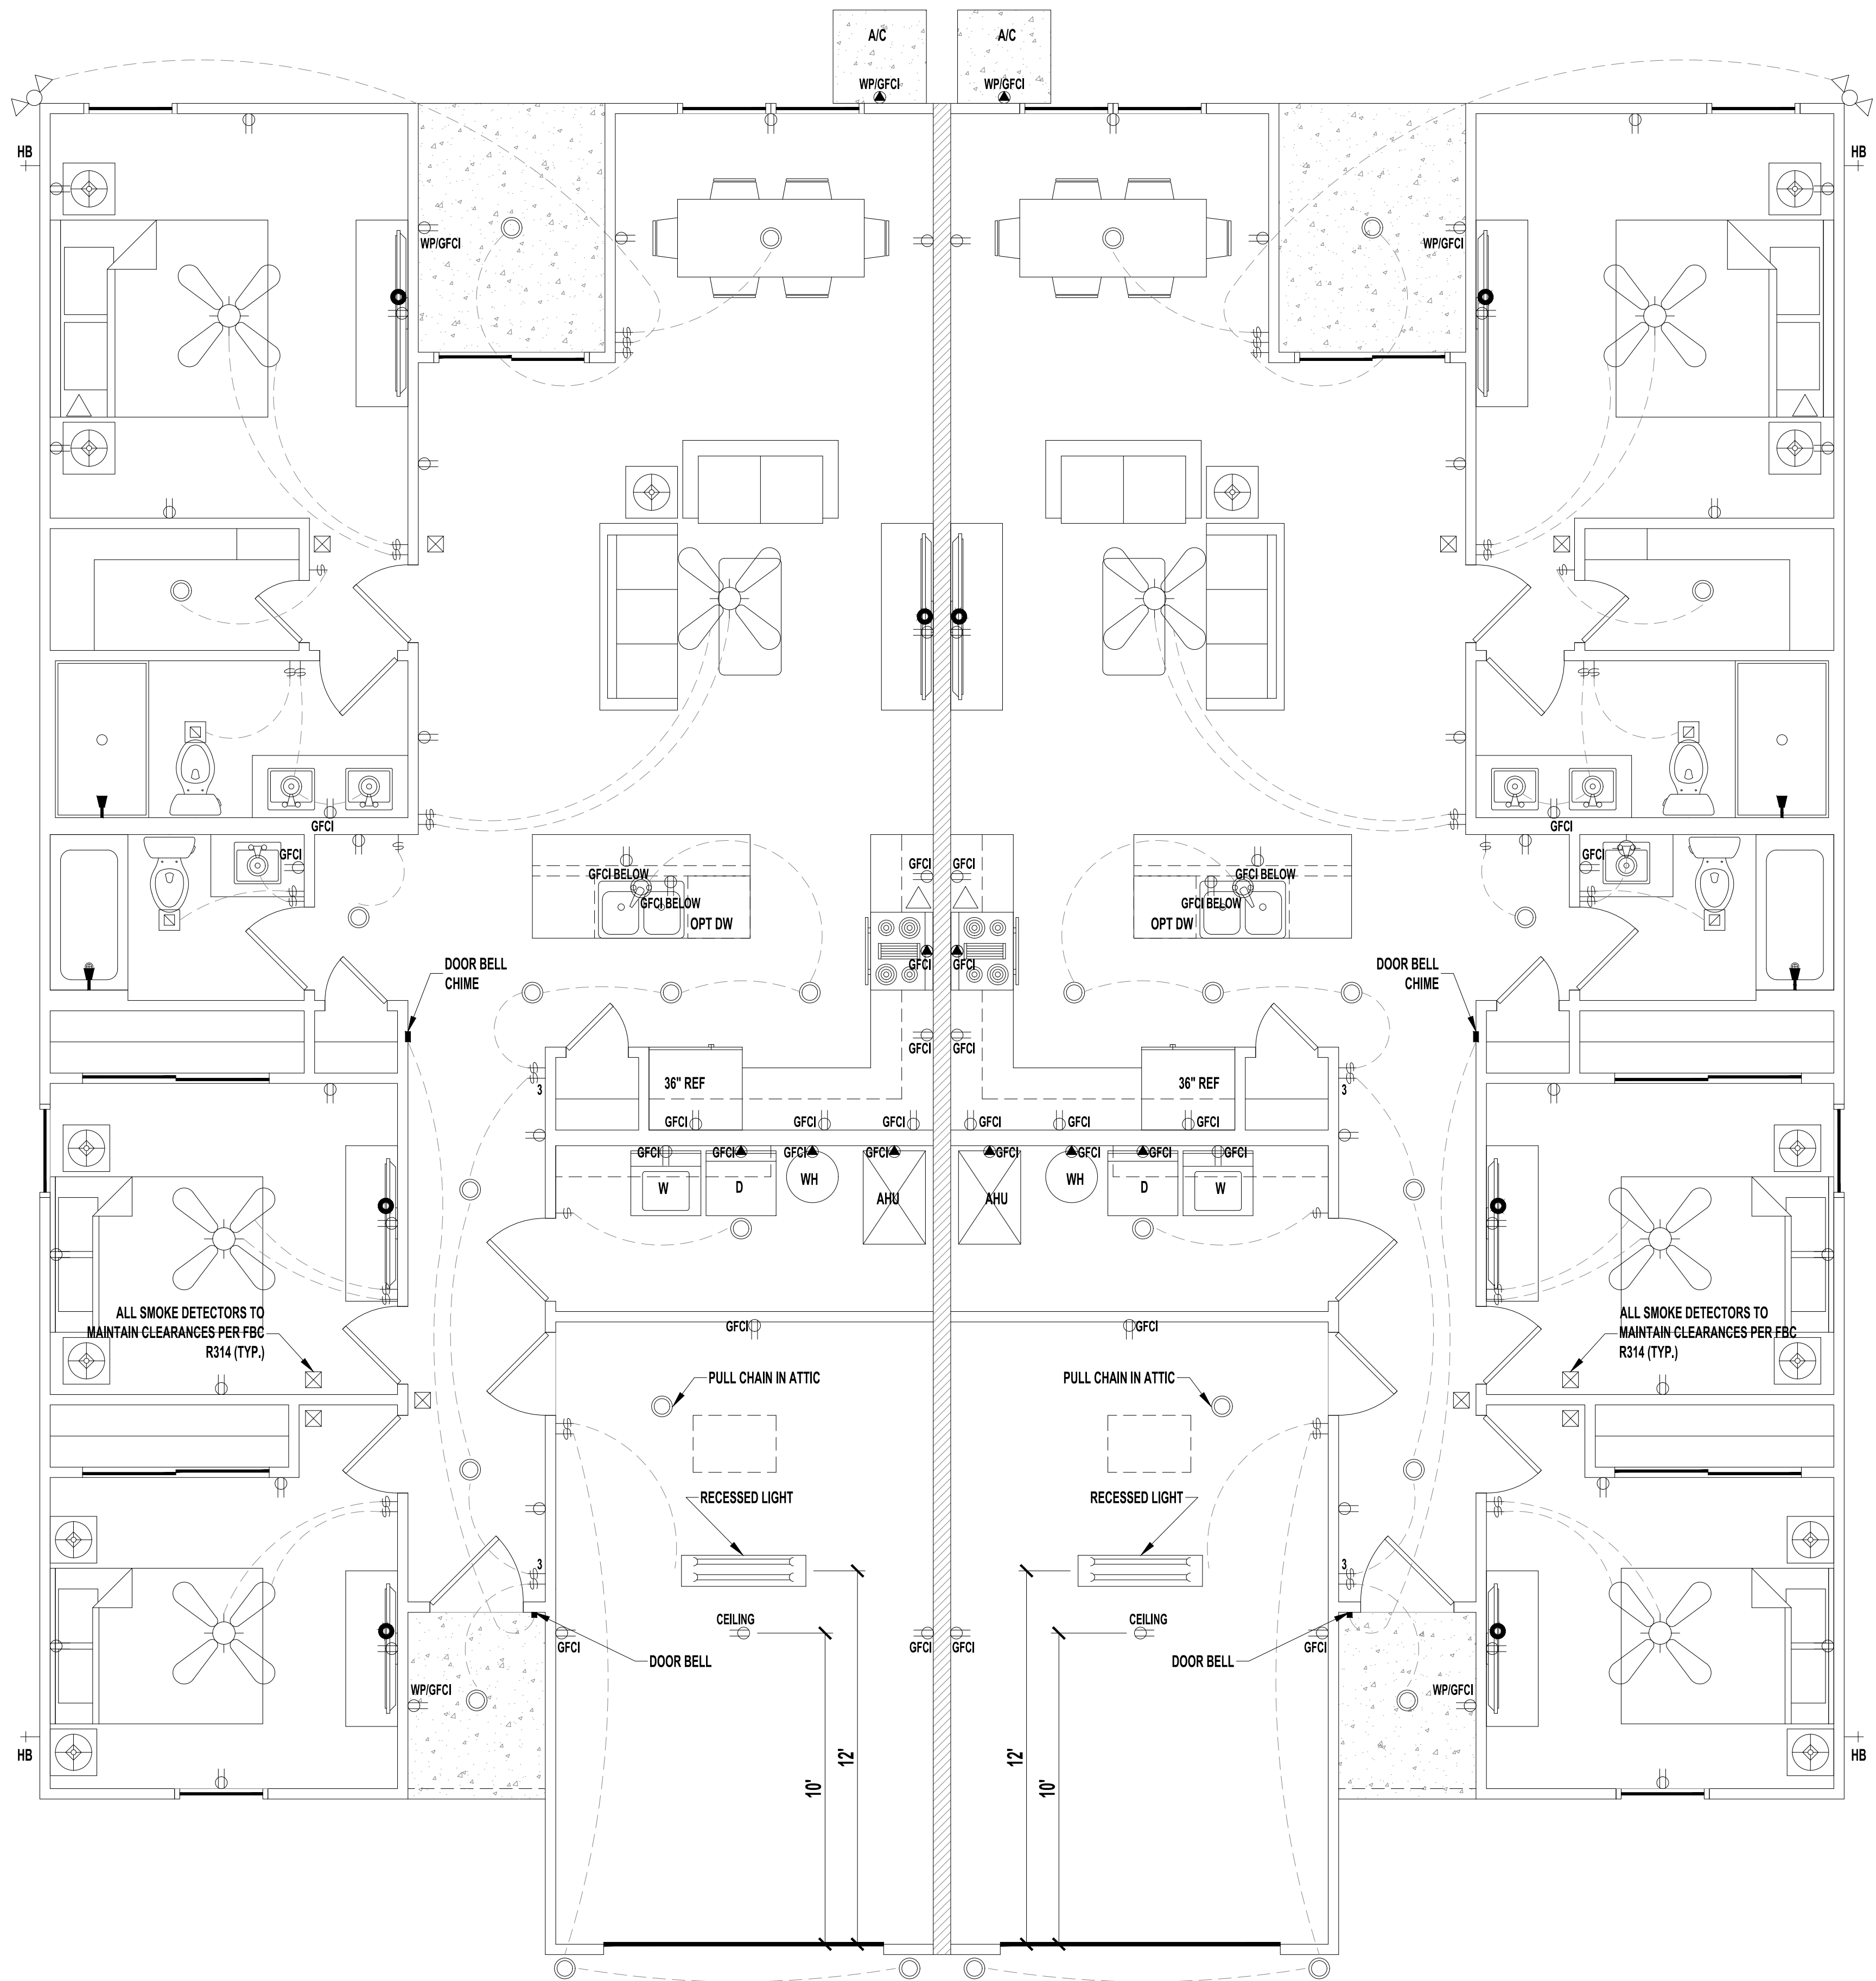 A/C
A/C
WP/GFCI
WP/GFCI
HB
HB
WP/GFCI
WP/GFCI
GFCI
GFCI
GFCI
GFCI
GFCI
GFCI
GFCI BELOW
GFCI BELOW
GFCI BELOW
GFCI BELOW
OPT DW
OPT DW
DOOR BELL
CHIME
DOOR BELL
CHIME
GFCI
GFCI
GFCI
GFCI
36" REF
36" REF
3
3
GFCI
GFCI
GFCI
GFCI
GFCI
GFCI
GFCI
GFCI
GFCI
GFCI
GFCI
GFCI
GFCI
GFCI
W
D
WH
AHU
AHU
WH
D
W
ALL SMOKE DETECTORS TO
MAINTAIN CLEARANCES PER FBC
R314 (TYP.)
ALL SMOKE DETECTORS TO
MAINTAIN CLEARANCES PER FBC
R314 (TYP.)
GFCI
GFCI
PULL CHAIN IN ATTIC
PULL CHAIN IN ATTIC
RECESSED LIGHT
RECESSED LIGHT
3
3
CEILING
CEILING
GFCI
GFCI
GFCI
GFCI
DOOR BELL
DOOR BELL
WP/GFCI
WP/GFCI
HB
10'
12'
12'
10'
HB